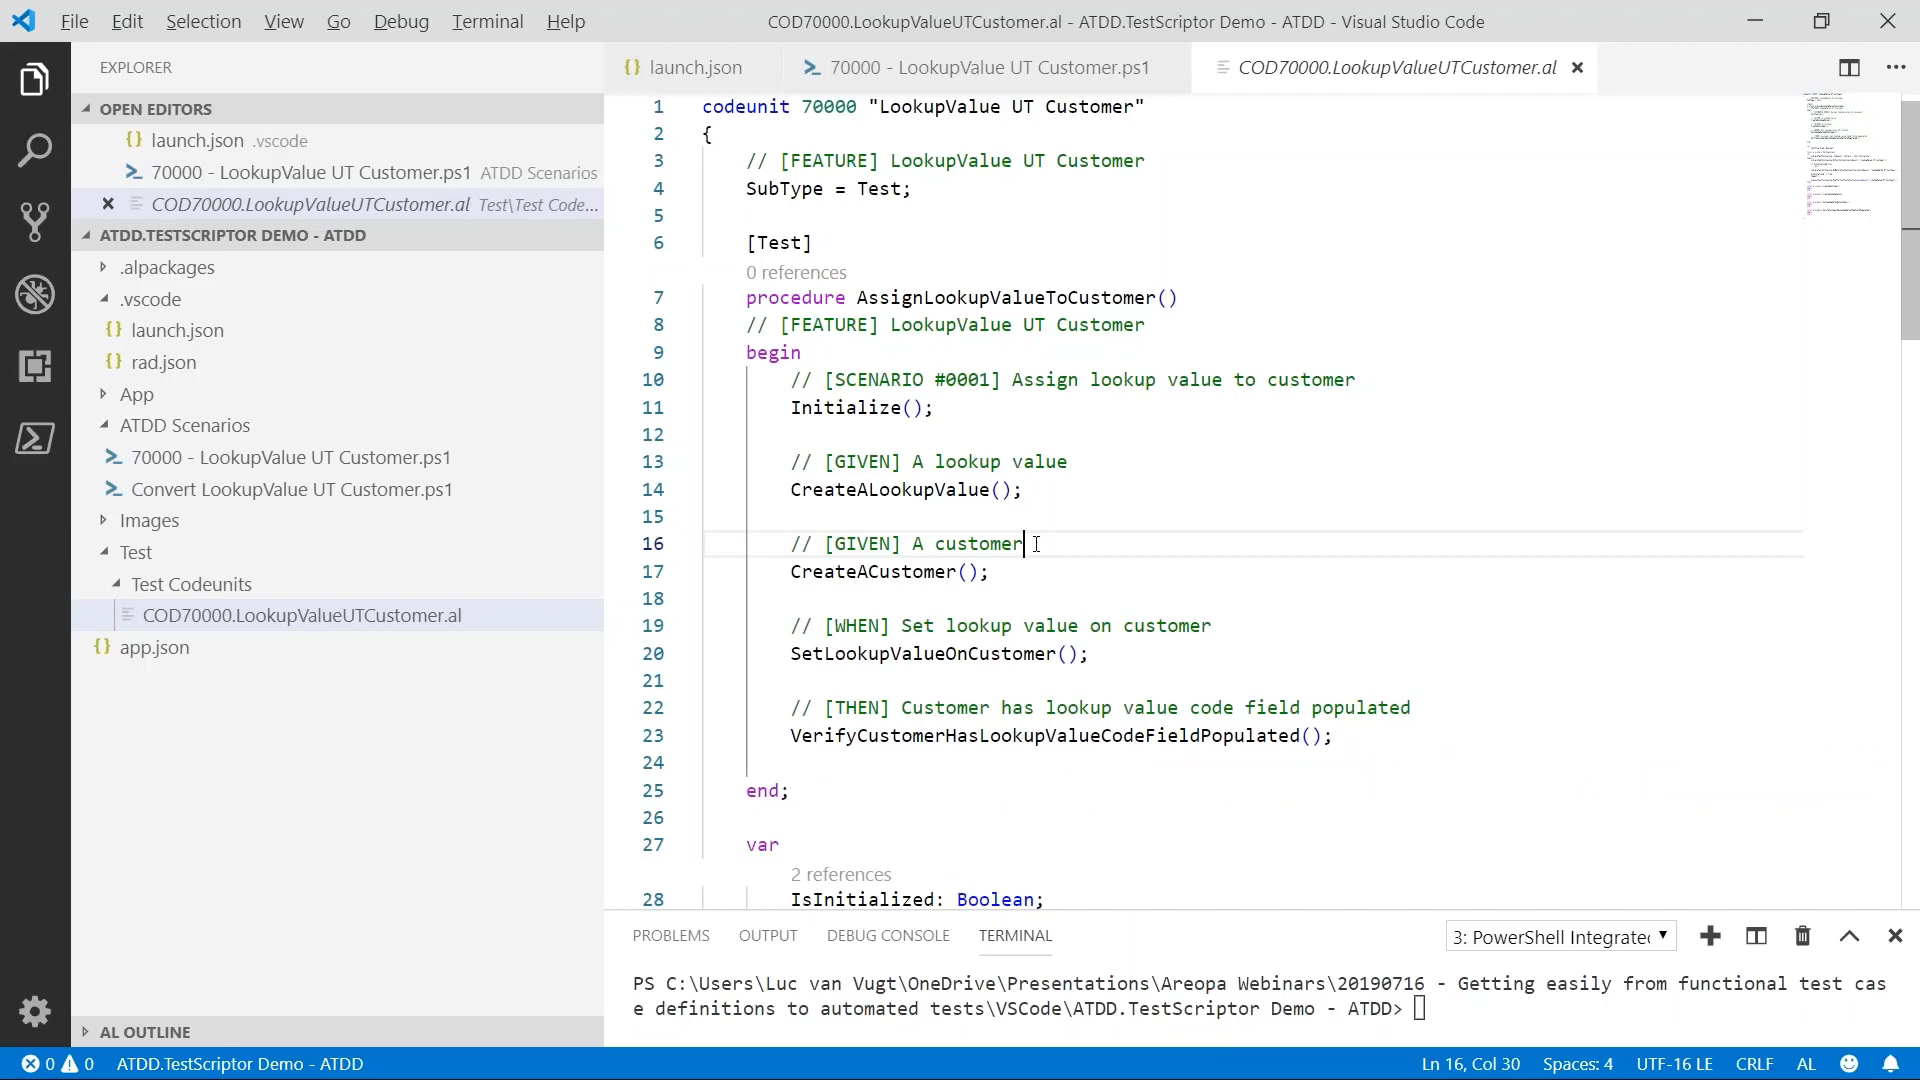 File Edit Selection View Go Debug Terminal Help
COD70000.LookupValueUTCustomer.al - ATDD.TestScriptor Demo - ATDD - Visual Studio Code
EXPLORER
OPEN EDITORS
launch.json .vscode
70000 - LookupValue UT Customer.ps1 ATDD Scenarios
COD70000.LookupValueUTCustomer.al Test\Test Code...
ATDD.TESTSCRIPTOR DEMO - ATDD
.alpackages
.vscode
launch.json
rad.json
App
ATDD Scenarios
70000 - LookupValue UT Customer.ps1
Convert LookupValue UT Customer.ps1
Images
Test
Test Codeunits
COD70000.LookupValueUTCustomer.al
app.json
AL OUTLINE
launch.json
70000 - LookupValue UT Customer.ps1
COD70000.LookupValueUTCustomer.al
1 codeunit 70000 "LookupValue UT Customer"
2 {
3 // [FEATURE] LookupValue UT Customer
4 SubType = Test;
5
6 [Test]
0 references
7 procedure AssignLookupValueToCustomer()
8 // [FEATURE] LookupValue UT Customer
9 begin
10 // [SCENARIO #0001] Assign lookup value to customer
11 Initialize();
12
13 // [GIVEN] A lookup value
14 CreateALookupValue();
15
16 // [GIVEN] A customer
17 CreateACustomer();
18
19 // [WHEN] Set lookup value on customer
20 SetLookupValueOnCustomer();
21
22 // [THEN] Customer has lookup value code field populated
23 VerifyCustomerHasLookupValueCodeFieldPopulated();
24
25 end;
26
27 var
2 references
28 IsInitialized: Boolean;
PROBLEMS OUTPUT DEBUG CONSOLE TERMINAL
3: PowerShell Integrated
PS C:\Users\Luc van Vugt\OneDrive\Presentations\Areopa Webinars\20190716 - Getting easily from functional test cas
e definitions to automated tests\VSCode\ATDD.TestScriptor Demo - ATDD>
0 0 ATDD.TestScriptor Demo - ATDD
Ln 16, Col 30 Spaces: 4 UTF-16 LE CRLF AL